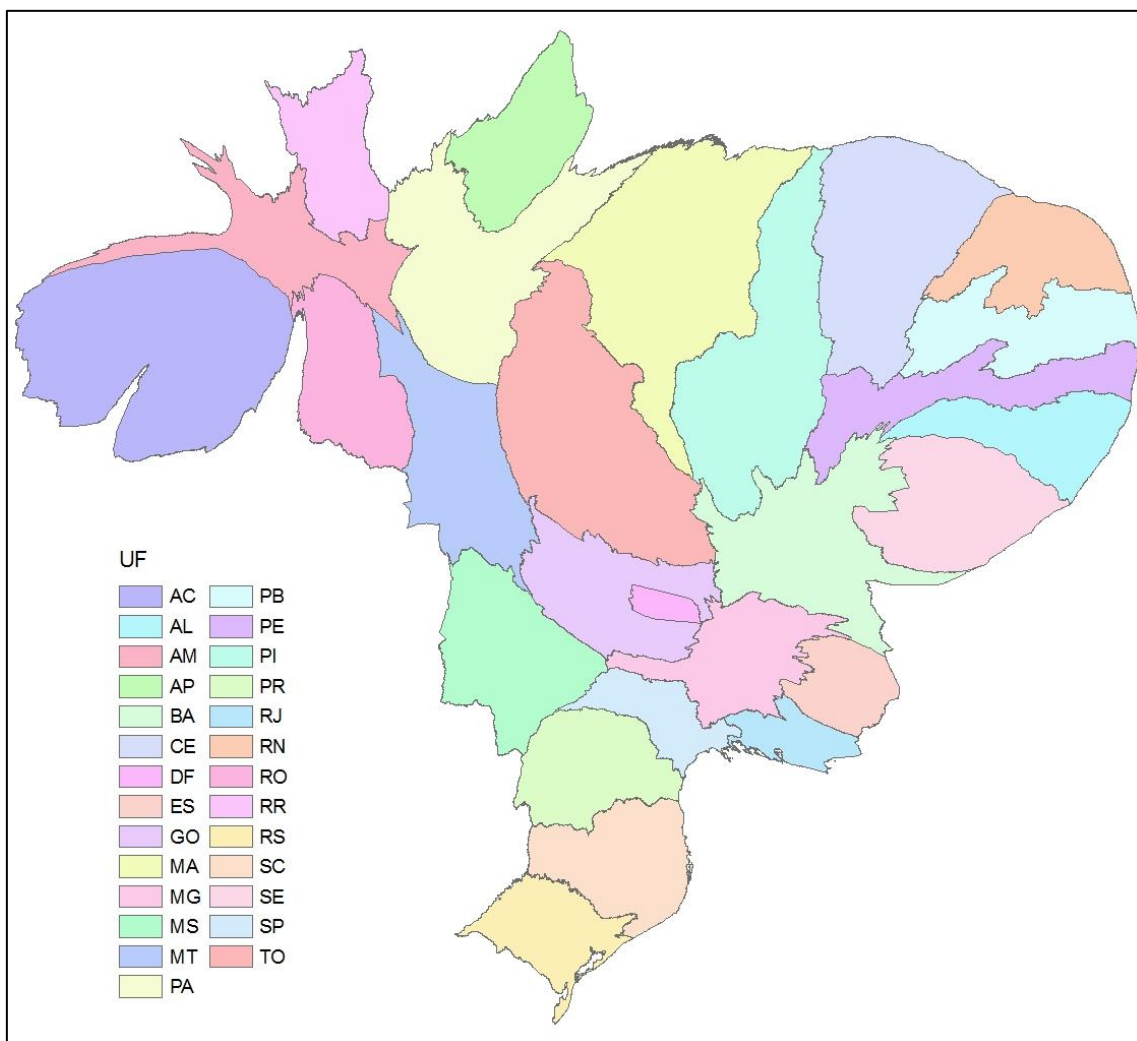 UF
AC PB
AL PE
AM PI
AP PR
BA RJ
CE RN
DF RO
ES RR
GO RS
MA SC
MG SE
MS SP
MT TO
PA